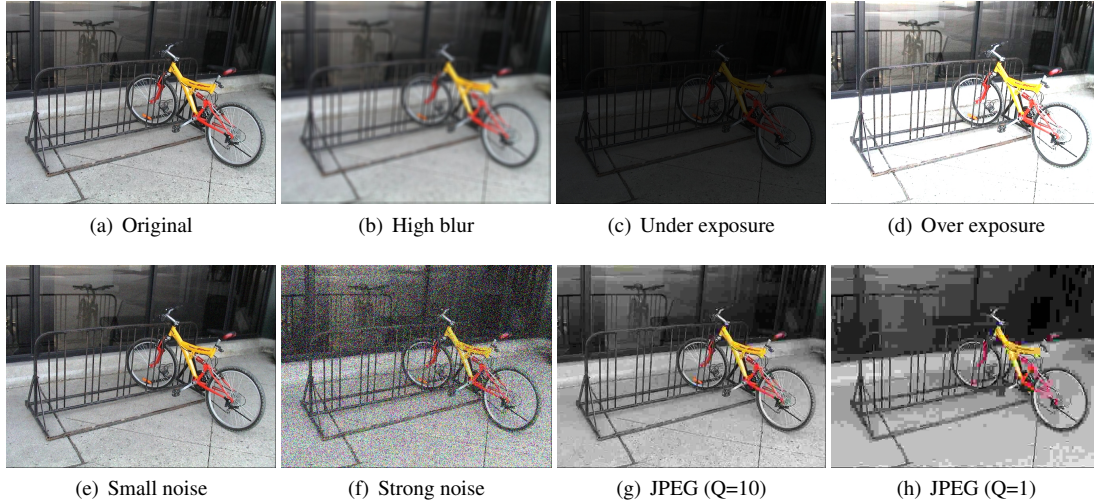 (a) Original
(b) High blur
(c) Under exposure
(d) Over exposure
(e) Small noise
(f) Strong noise
(g) JPEG (Q=10)
(h) JPEG (Q=1)